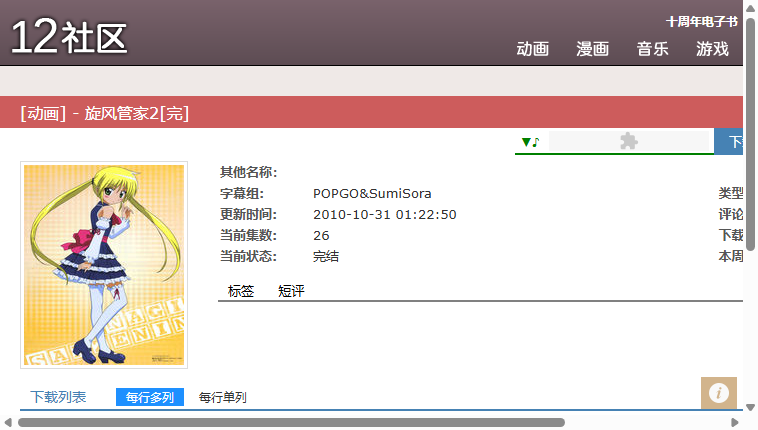 十周年电子书
12社区
动画 漫画 音乐 游戏
[动画] - 旋风管家2[完]
▼♪
其他名称:
字幕组: POPGO&SumiSora 类型
更新时间: 2010-10-31 01:22:50 评论
当前集数: 26 下载
当前状态: 完结 本周
标签 短评
下载列表 每行多列 每行单列